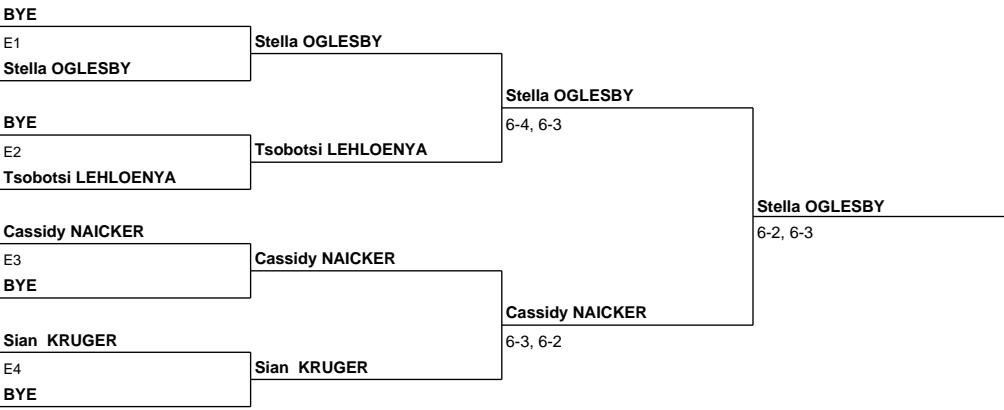 BYE
E1
Stella OGLESBY
Stella OGLESBY
BYE
E2
Tsobotsi LEHLOENYA
Tsobotsi LEHLOENYA
Stella OGLESBY
6-4, 6-3
Cassidy NAICKER
E3
BYE
Cassidy NAICKER
Sian  KRUGER
E4
BYE
Sian  KRUGER
Cassidy NAICKER
6-3, 6-2
Stella OGLESBY
6-2, 6-3